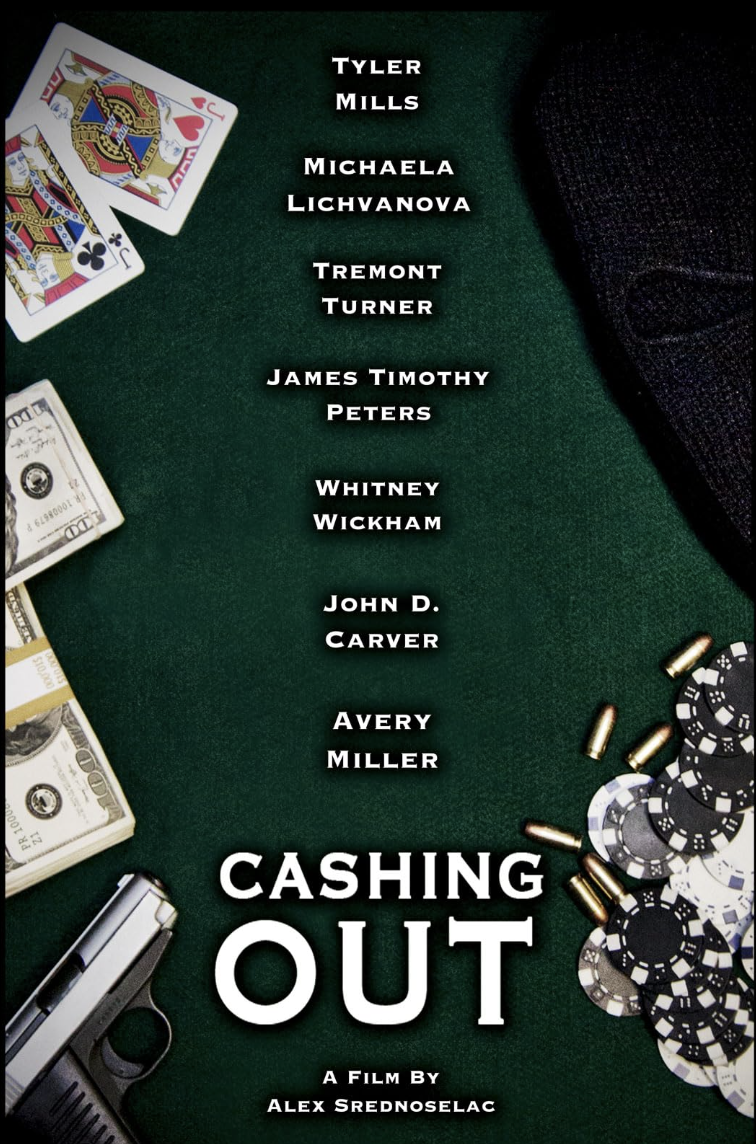 J
J
Tyler
Mills
Michaela
Lichvanova
Tremont
Turner
James Timothy
Peters
Whitney
Wickham
John D.
Carver
Avery
Miller
Cashing
Out
A Film By
Alex Srednoselac